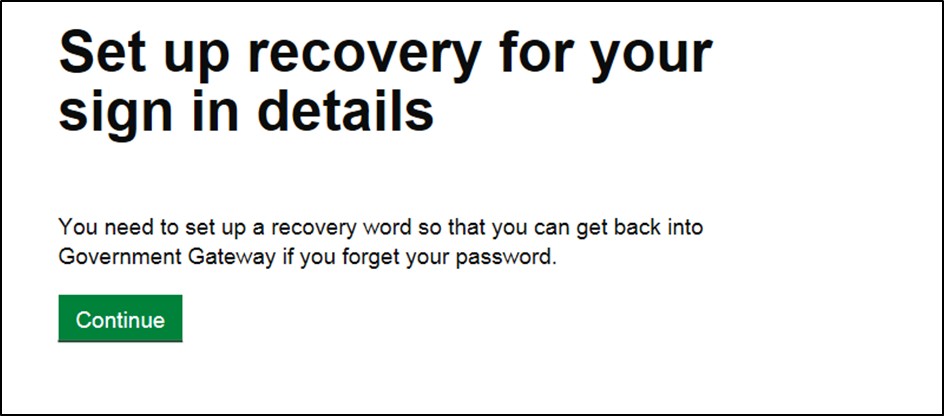 Set up recovery for your
sign in details
You need to set up a recovery word so that you can get back into
Government Gateway if you forget your password.
Continue